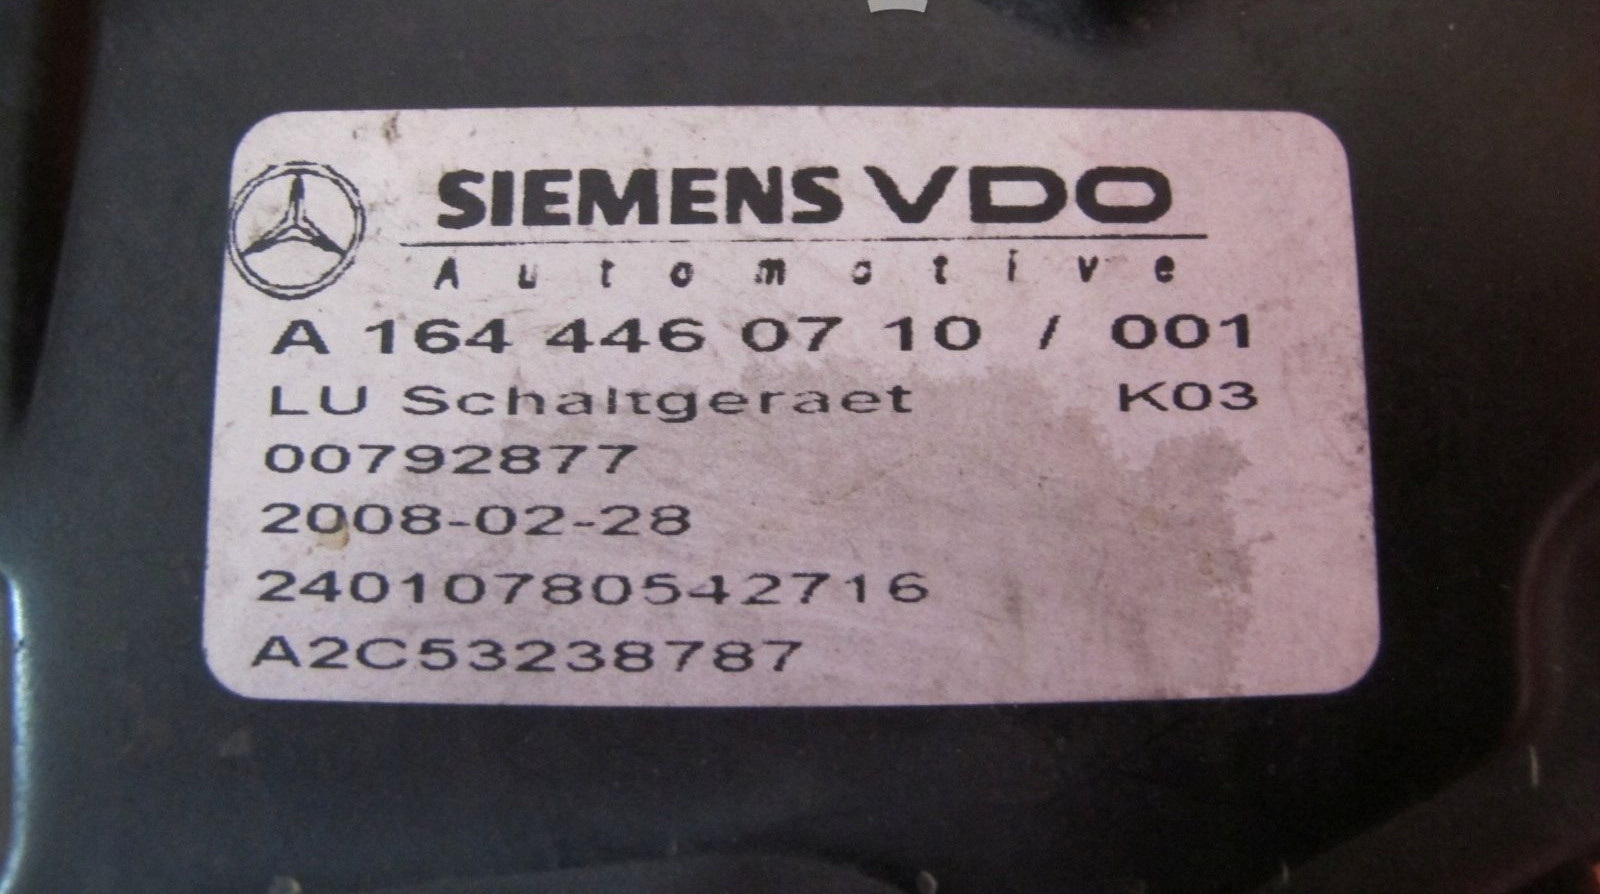 SIEMENS VDO
Automotive
A 164 446 07 10 / 001
LU Schaltgeraet K03
00792877
2008-02-28
24010780542716
A2C53238787